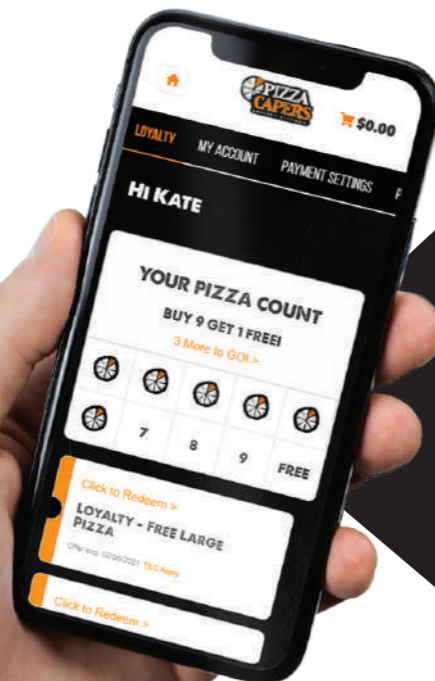 PIZZA
CAPERS
$0.00
LOYALTY MY ACCOUNT PAYMENT SETTINGS P
HI KATE
YOUR PIZZA COUNT
BUY 9 GET 1 FREE!
3 More to GO! >
7 8 9 FREE
Click to Redeem >
LOYALTY - FREE LARGE
PIZZA
T&C Apply
Click to Redeem >